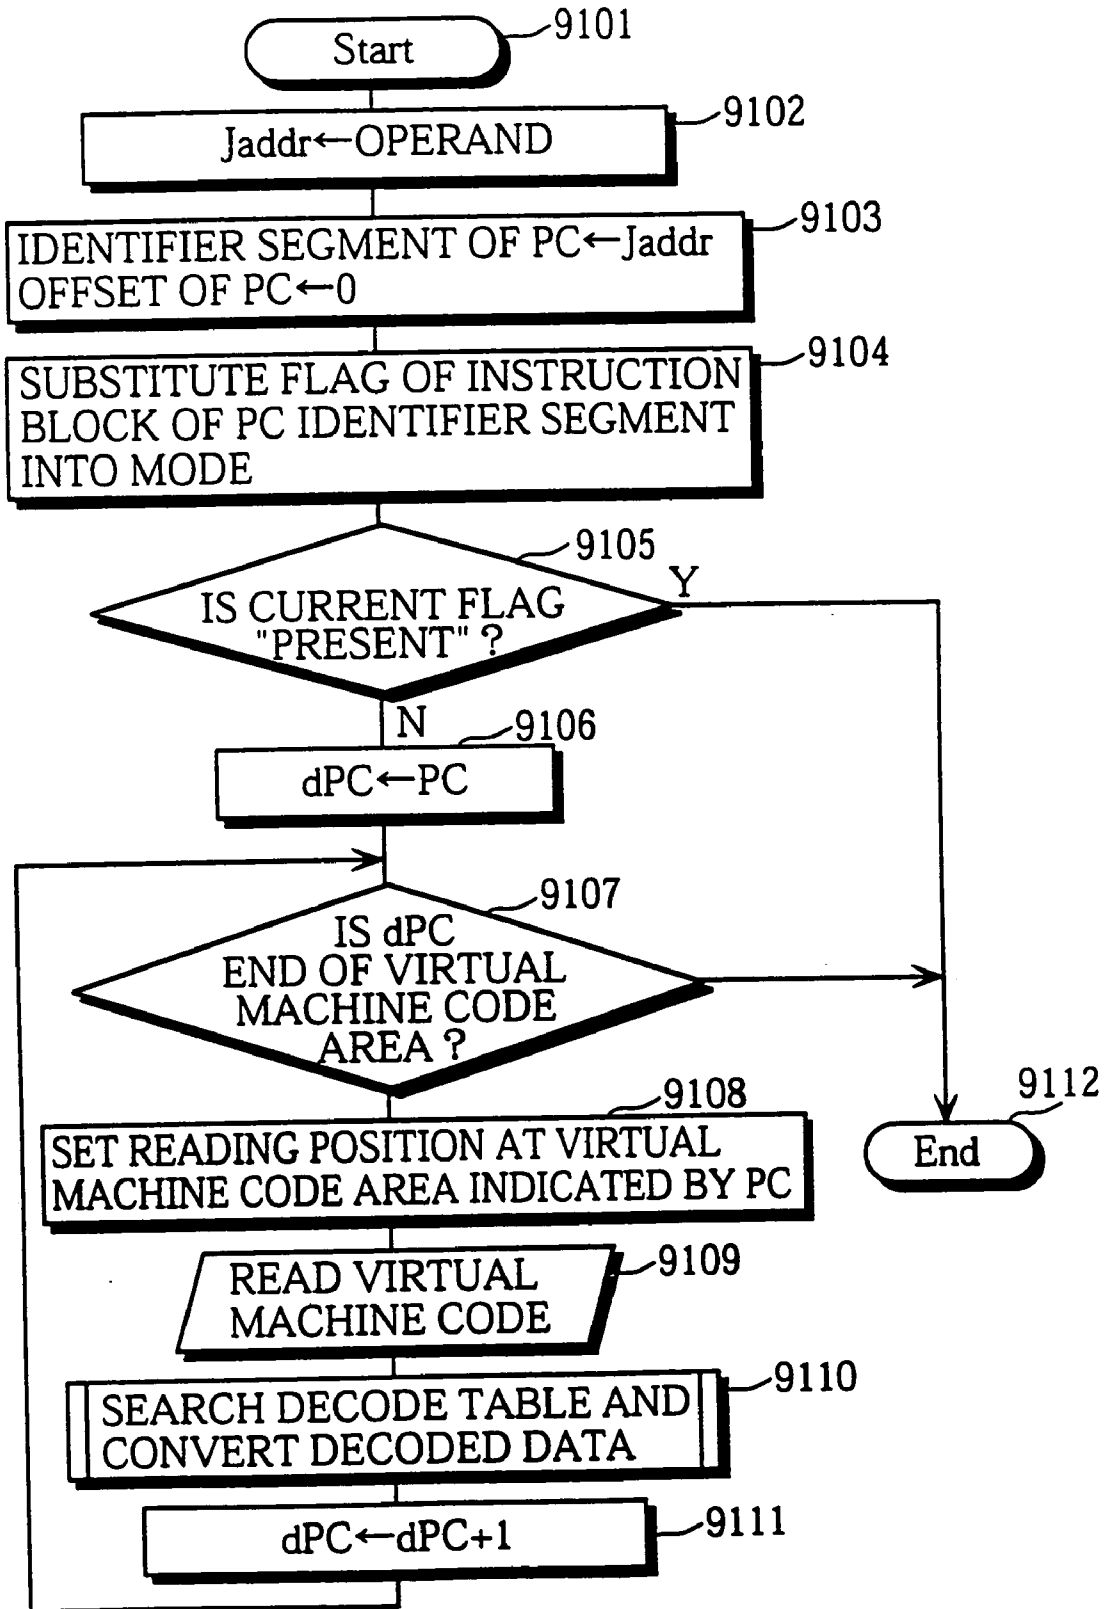 Start
9101
Jaddr←OPERAND
9102
IDENTIFIER SEGMENT OF PC←Jaddr
OFFSET OF PC←0
9103
SUBSTITUTE FLAG OF INSTRUCTION
BLOCK OF PC IDENTIFIER SEGMENT
INTO MODE
9104
9105
IS CURRENT FLAG
"PRESENT" ?
Y
N
9106
dPC←PC
9107
IS dPC
END OF VIRTUAL
MACHINE CODE
AREA ?
9108
SET READING POSITION AT VIRTUAL
MACHINE CODE AREA INDICATED BY PC
9112
End
READ VIRTUAL
MACHINE CODE
9109
SEARCH DECODE TABLE AND
CONVERT DECODED DATA
9110
dPC←dPC+1
9111